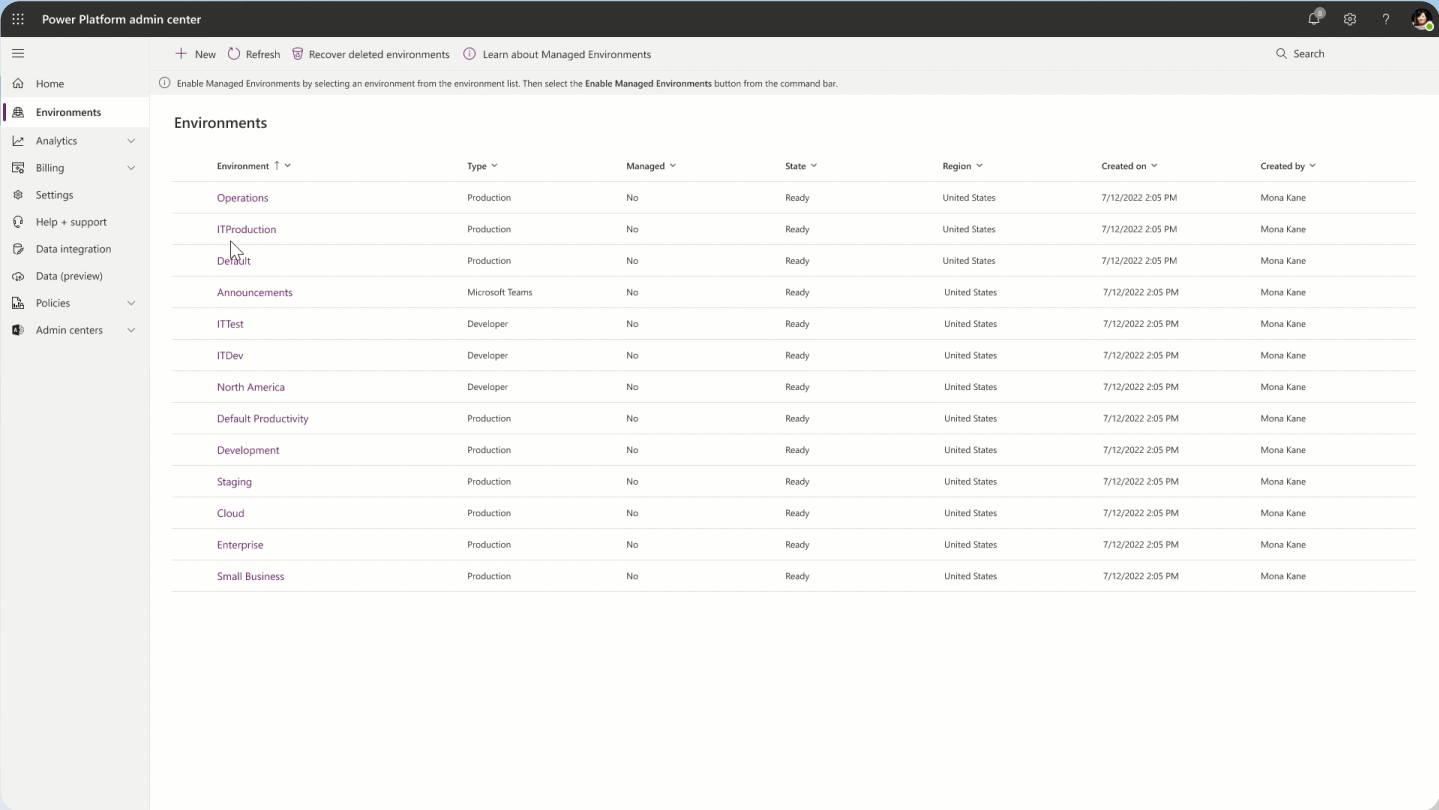 Power Platform admin center
8
New Refresh Recover deleted environments Learn about Managed Environments Search
Enable Managed Environments by selecting an environment from the environment list. Then select the Enable Managed Environments button from the command bar.
Home
Environments
Analytics
Billing
Settings
Help + support
Data integration
Data (preview)
Policies
Admin centers
Environments
Environment Type Managed State Region Created on Created by
Operations Production No Ready United States 7/12/2022 2:05 PM Mona Kane
ITProduction Production No Ready United States 7/12/2022 2:05 PM Mona Kane
Default Production No Ready United States 7/12/2022 2:05 PM Mona Kane
Announcements Microsoft Teams No Ready United States 7/12/2022 2:05 PM Mona Kane
ITTest Developer No Ready United States 7/12/2022 2:05 PM Mona Kane
ITDev Developer No Ready United States 7/12/2022 2:05 PM Mona Kane
North America Developer No Ready United States 7/12/2022 2:05 PM Mona Kane
Default Productivity Production No Ready United States 7/12/2022 2:05 PM Mona Kane
Development Production No Ready United States 7/12/2022 2:05 PM Mona Kane
Staging Production No Ready United States 7/12/2022 2:05 PM Mona Kane
Cloud Production No Ready United States 7/12/2022 2:05 PM Mona Kane
Enterprise Production No Ready United States 7/12/2022 2:05 PM Mona Kane
Small Business Production No Ready United States 7/12/2022 2:05 PM Mona Kane